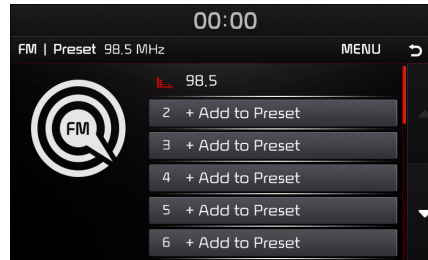 00:00
FM | Preset 98.5 MHz MENU
98.5
FM
2 + Add to Preset
3 + Add to Preset
4 + Add to Preset
5 + Add to Preset
6 + Add to Preset